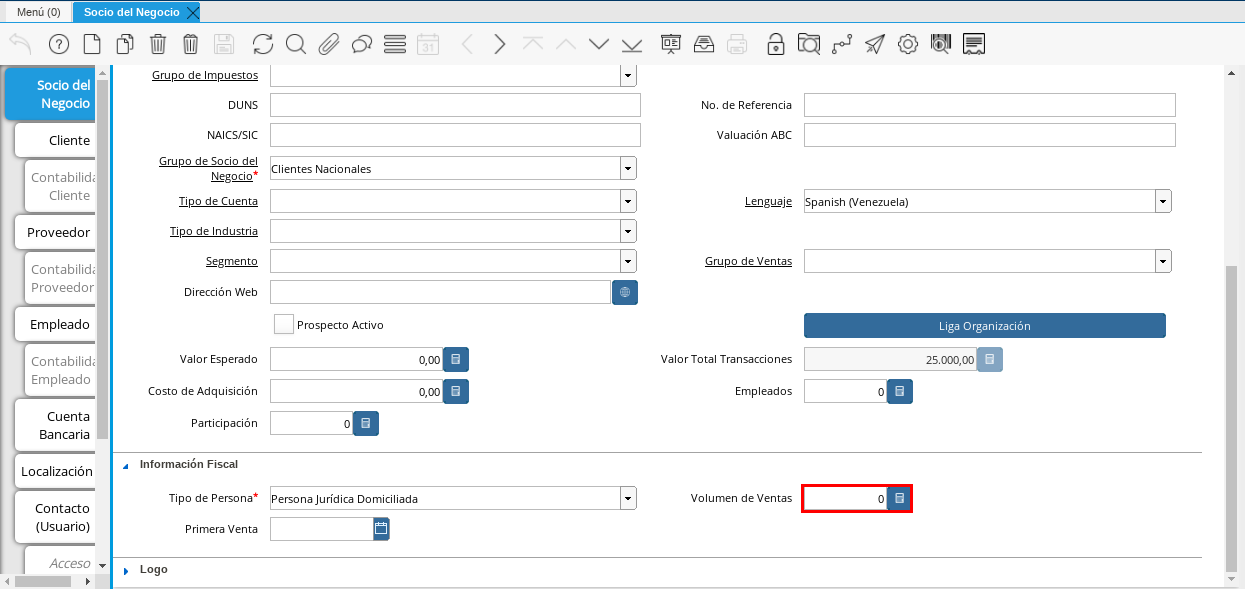 Menú (0)
Socio del Negocio
31
Socio del
Negocio
Cliente
Contabilida
Cliente
Proveedor
Contabilida
Proveedor
Empleado
Contabilida
Empleado
Cuenta
Bancaria
Localización
Contacto
(Usuario)
Acceso
Grupo de Impuestos
DUNS
No. de Referencia
NAICS/SIC
Valuación ABC
Grupo de Socio del
Negocio*
Clientes Nacionales
Tipo de Cuenta
Lenguaje
Spanish (Venezuela)
Tipo de Industria
Segmento
Grupo de Ventas
Dirección Web
Prospecto Activo
Liga Organización
Valor Esperado
0,00
Valor Total Transacciones
25.000,00
Costo de Adquisición
0,00
Empleados
0
Participación
0
Información Fiscal
Tipo de Persona*
Persona Jurídica Domiciliada
Volumen de Ventas
0
Primera Venta
Logo